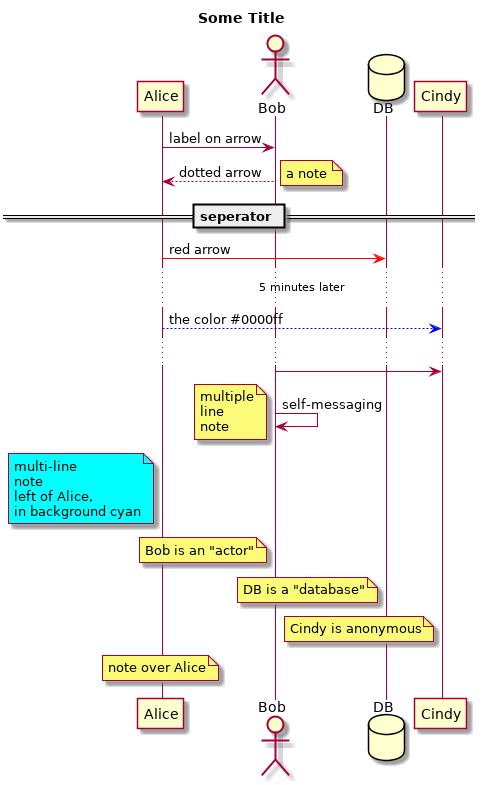 Some Title
Alice
Bob
DB
Cindy
label on arrow
dotted arrow
a note
seperator
red arrow
5 minutes later
the color #0000ff
multiple
line
note
self-messaging
multi-line
note
left of Alice,
in background cyan
Bob is an "actor"
DB is a "database"
Cindy is anonymous
note over Alice
Alice
Bob
DB
Cindy